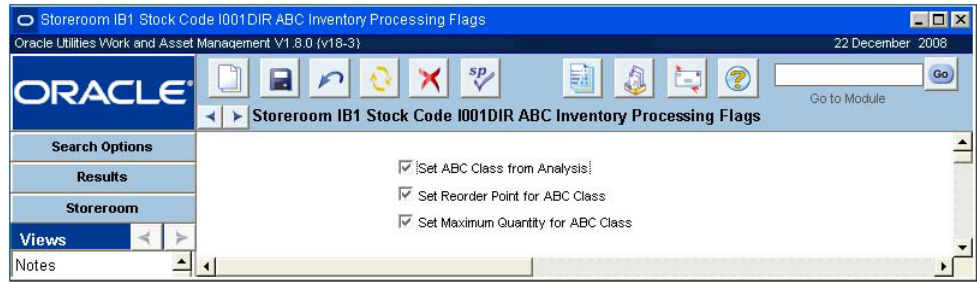 Storeroom IB1 Stock Code I001DIR ABC Inventory Processing Flags
Oracle Utilities Work and Asset Management V1.8.0 {v18-3} 22 December 2008
ORACLE
sp
Go
Go to Module
Storeroom IB1 Stock Code I001DIR ABC Inventory Processing Flags
Search Options
Results
Storeroom
Views
Notes
Set ABC Class from Analysis
Set Reorder Point for ABC Class
Set Maximum Quantity for ABC Class